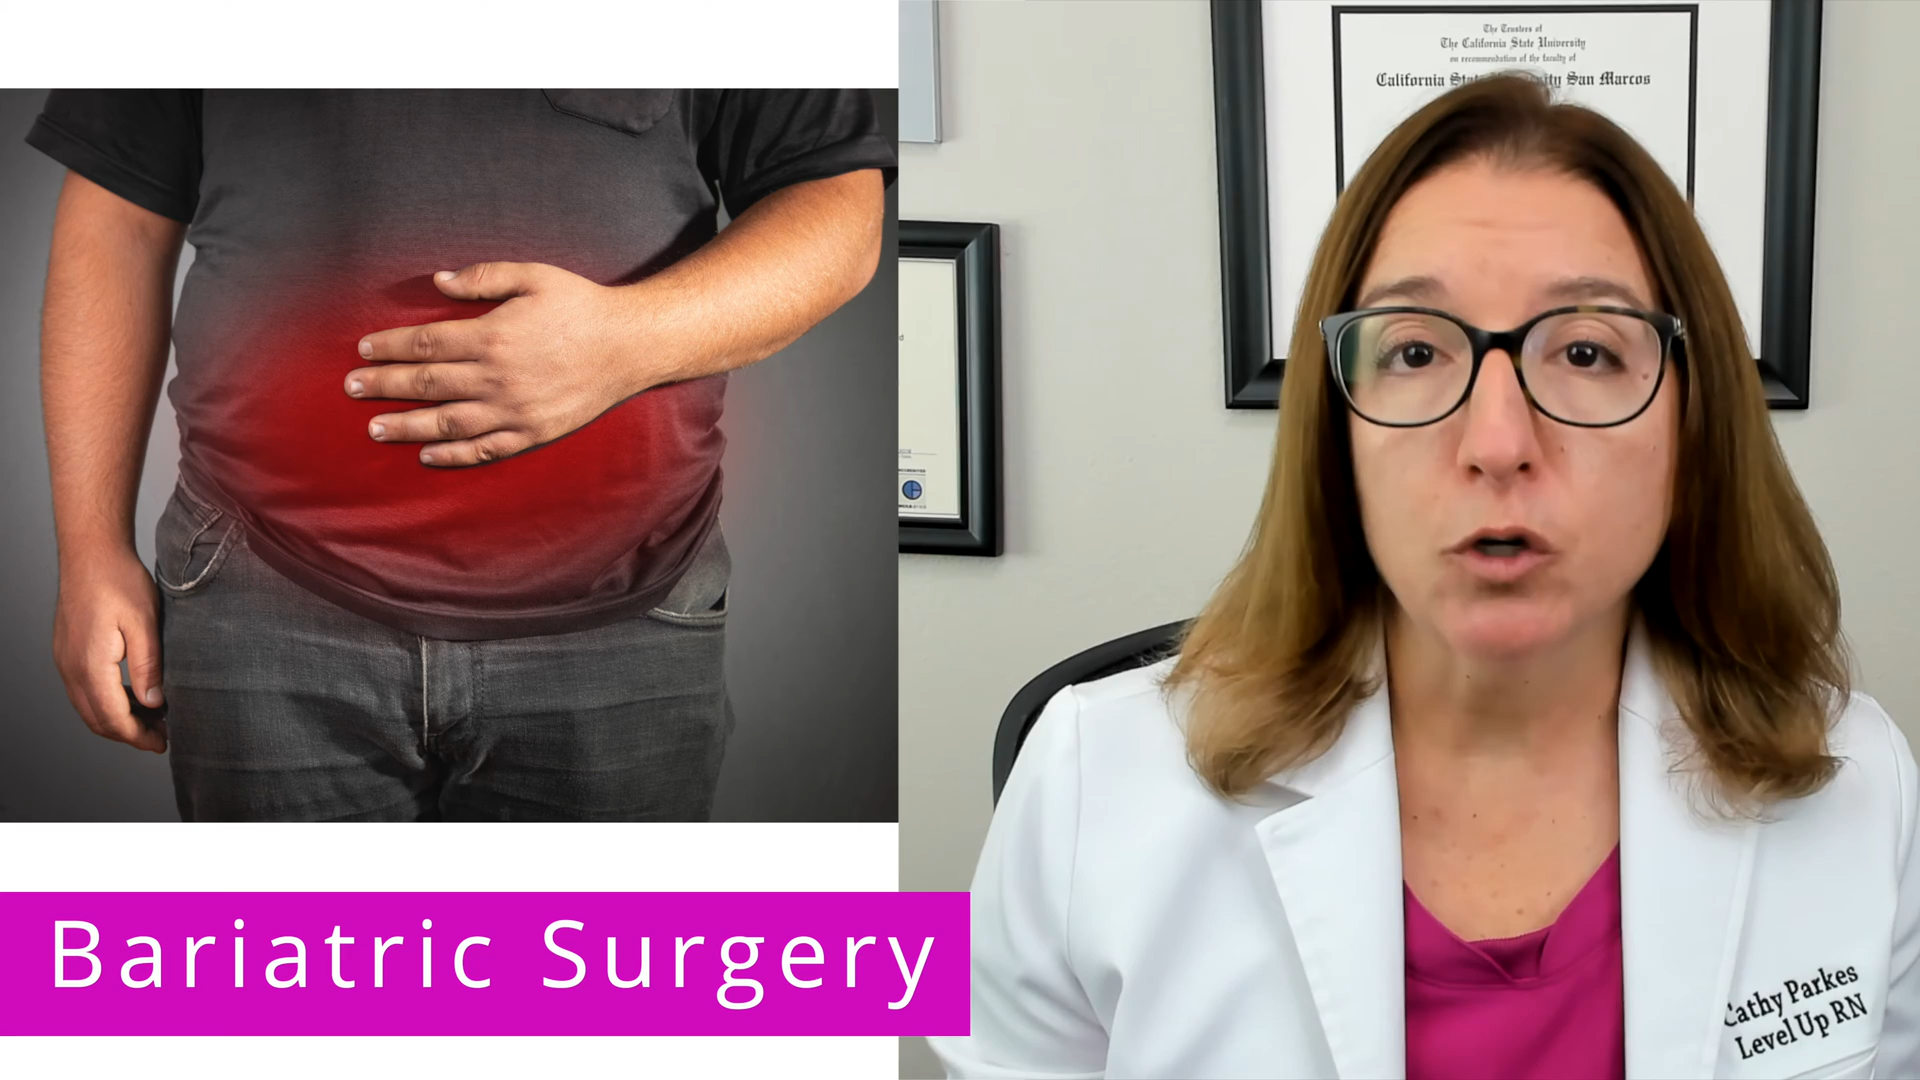 The Trustees of
The California State University
on recommendation of the faculty of
California State University San Marcos
Bariatric Surgery
Cathy Parkes
Level Up RN